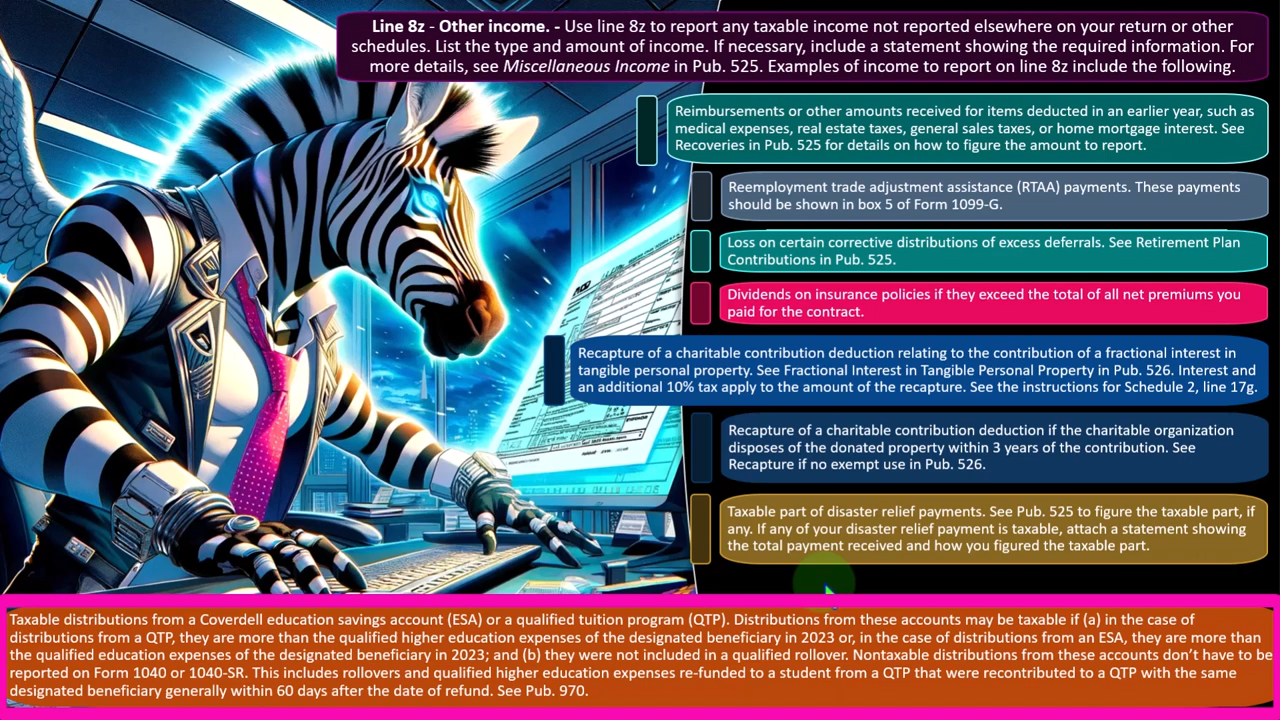 Line 8z - Other income. - Use line 8z to report any taxable income not reported elsewhere on your return or other
schedules. List the type and amount of income. If necessary, include a statement showing the required information. For
more details, see Miscellaneous Income in Pub. 525. Examples of income to report on line 8z include the following.
Reimbursements or other amounts received for items deducted in an earlier year, such as
medical expenses, real estate taxes, general sales taxes, or home mortgage interest. See
Recoveries in Pub. 525 for details on how to figure the amount to report.
Reemployment trade adjustment assistance (RTAA) payments. These payments
should be shown in box 5 of Form 1099-G.
Loss on certain corrective distributions of excess deferrals. See Retirement Plan
Contributions in Pub. 525.
Dividends on insurance policies if they exceed the total of all net premiums you
paid for the contract.
Recapture of a charitable contribution deduction relating to the contribution of a fractional interest in
tangible personal property. See Fractional Interest in Tangible Personal Property in Pub. 526. Interest and
an additional 10% tax apply to the amount of the recapture. See the instructions for Schedule 2, line 17g.
Recapture of a charitable contribution deduction if the charitable organization
disposes of the donated property within 3 years of the contribution. See
Recapture if no exempt use in Pub. 526.
Taxable part of disaster relief payments. See Pub. 525 to figure the taxable part, if
any. If any of your disaster relief payment is taxable, attach a statement showing
the total payment received and how you figured the taxable part.
Taxable distributions from a Coverdell education savings account (ESA) or a qualified tuition program (QTP). Distributions from these accounts may be taxable if (a) in the case of
distributions from a QTP, they are more than the qualified higher education expenses of the designated beneficiary in 2023 or, in the case of distributions from an ESA, they are more than
the qualified education expenses of the designated beneficiary in 2023; and (b) they were not included in a qualified rollover. Nontaxable distributions from these accounts don't have to be
reported on Form 1040 or 1040-SR. This includes rollovers and qualified higher education expenses re-funded to a student from a QTP that were recontributed to a QTP with the same
designated beneficiary generally within 60 days after the date of refund. See Pub. 970.